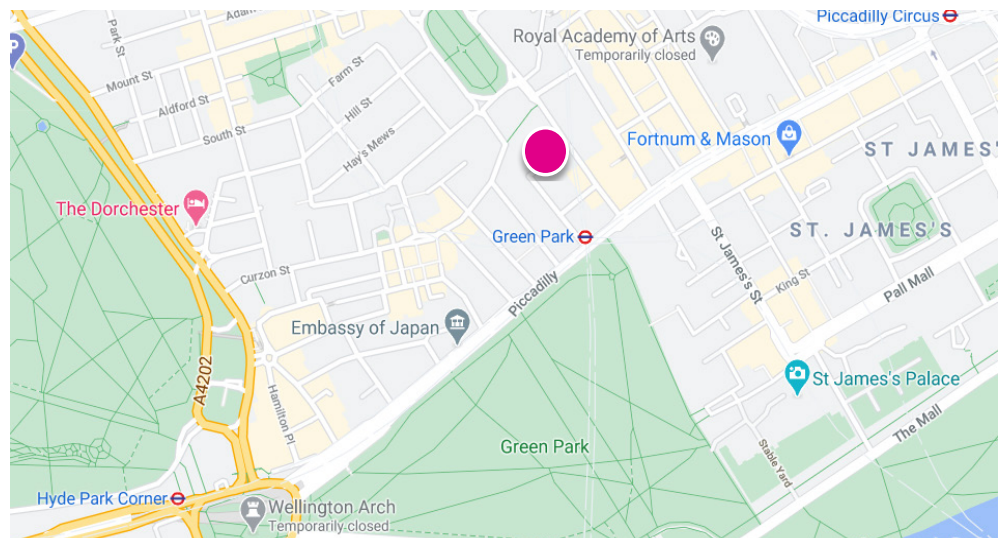 Piccadilly Circus
Park St
Royal Academy of Arts
Temporarily closed
P
Mount St
Farm St
Aldford St
Hill St
South St
Hay's Mews
Fortnum & Mason
ST JAMES'
The Dorchester
ST. JAMES'S
Green Park
St James's St
Curzon St
Piccadilly
King St
Pall Mall
Embassy of Japan
A4202
St James's Palace
Hamilton Pl
The Mall
Green Park
Stable Yard
Hyde Park Corner
Wellington Arch
Temporarily closed